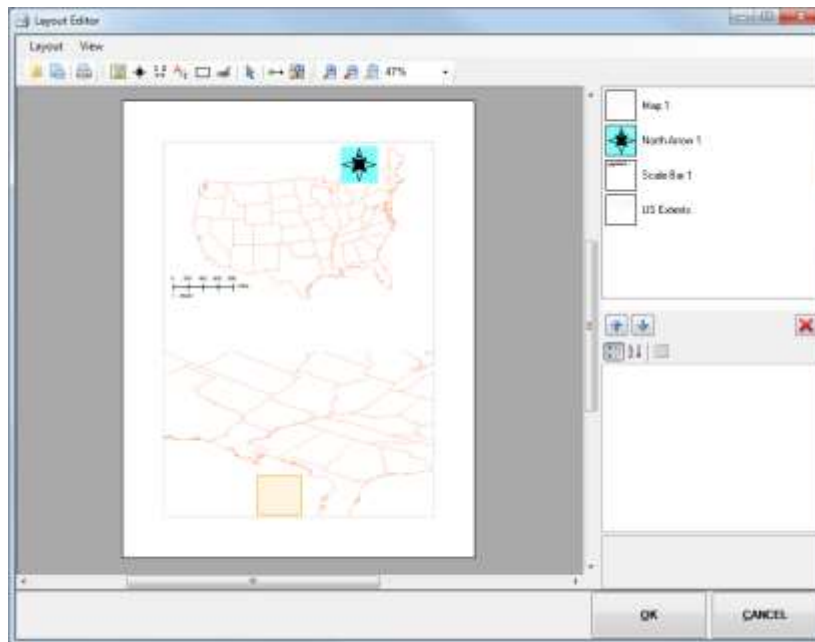 Layout Editor
Layout View
47%
Map 1
North Arrow 1
Scale Bar 1
US Extents
OK CANCEL